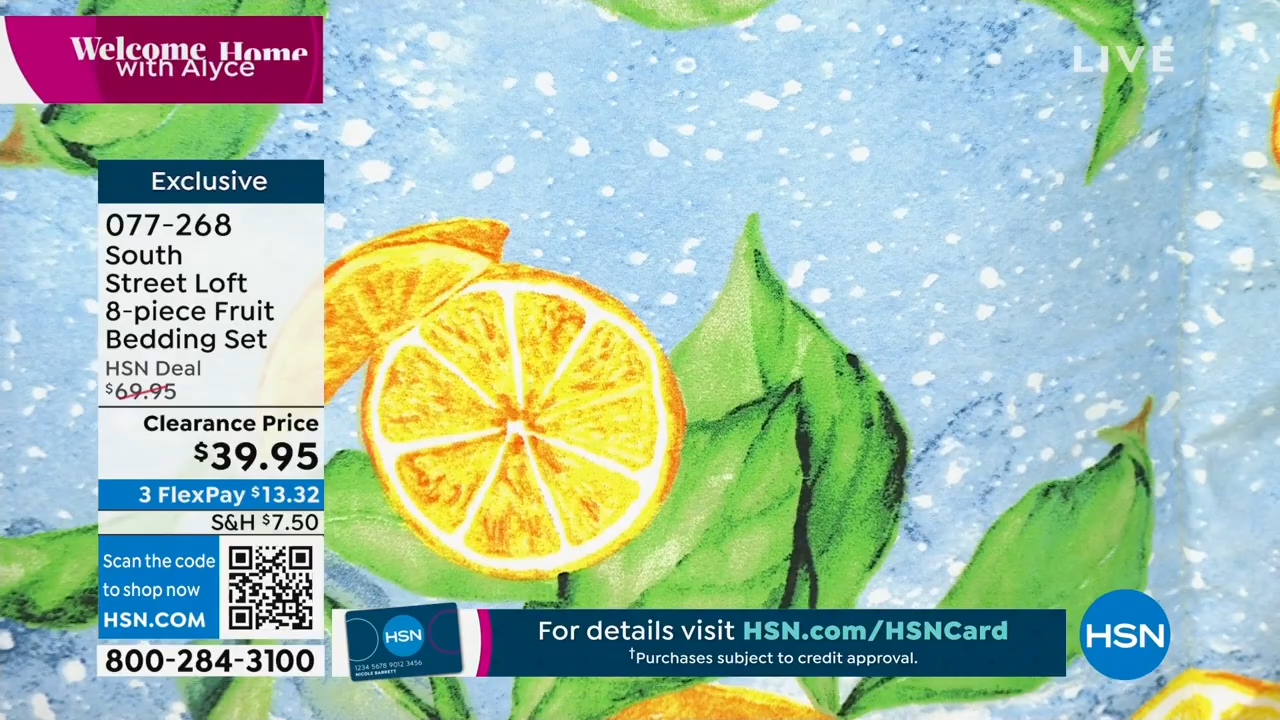 Welcome Home
with Alyce
LIVE
Exclusive
077-268
South
Street Loft
8-piece Fruit
Bedding Set
HSN Deal
$69.95
Clearance Price
$39.95
3 FlexPay $13.32
S&H $7.50
Scan the code
to shop now
HSN.COM
800-284-3100
HSN
1234 5678 9012 3456
NICOLE BARRETT
For details visit HSN.com/HSNCard
†Purchases subject to credit approval.
HSN